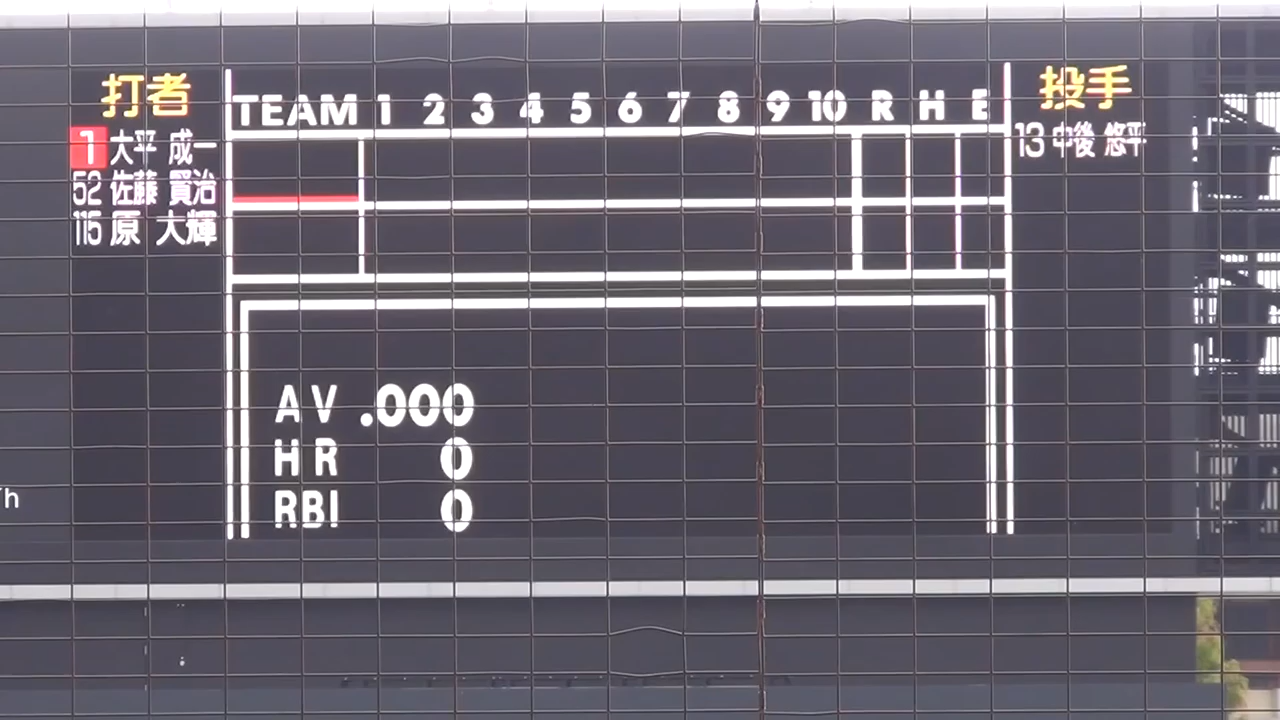 打者
1 大平 成一
52 佐藤 賢治
115 原 大輝
TEAM 1 2 3 4 5 6 7 8 9 10 R H E
投手
13 中後 悠平
AV .000
HR 0
RBI 0